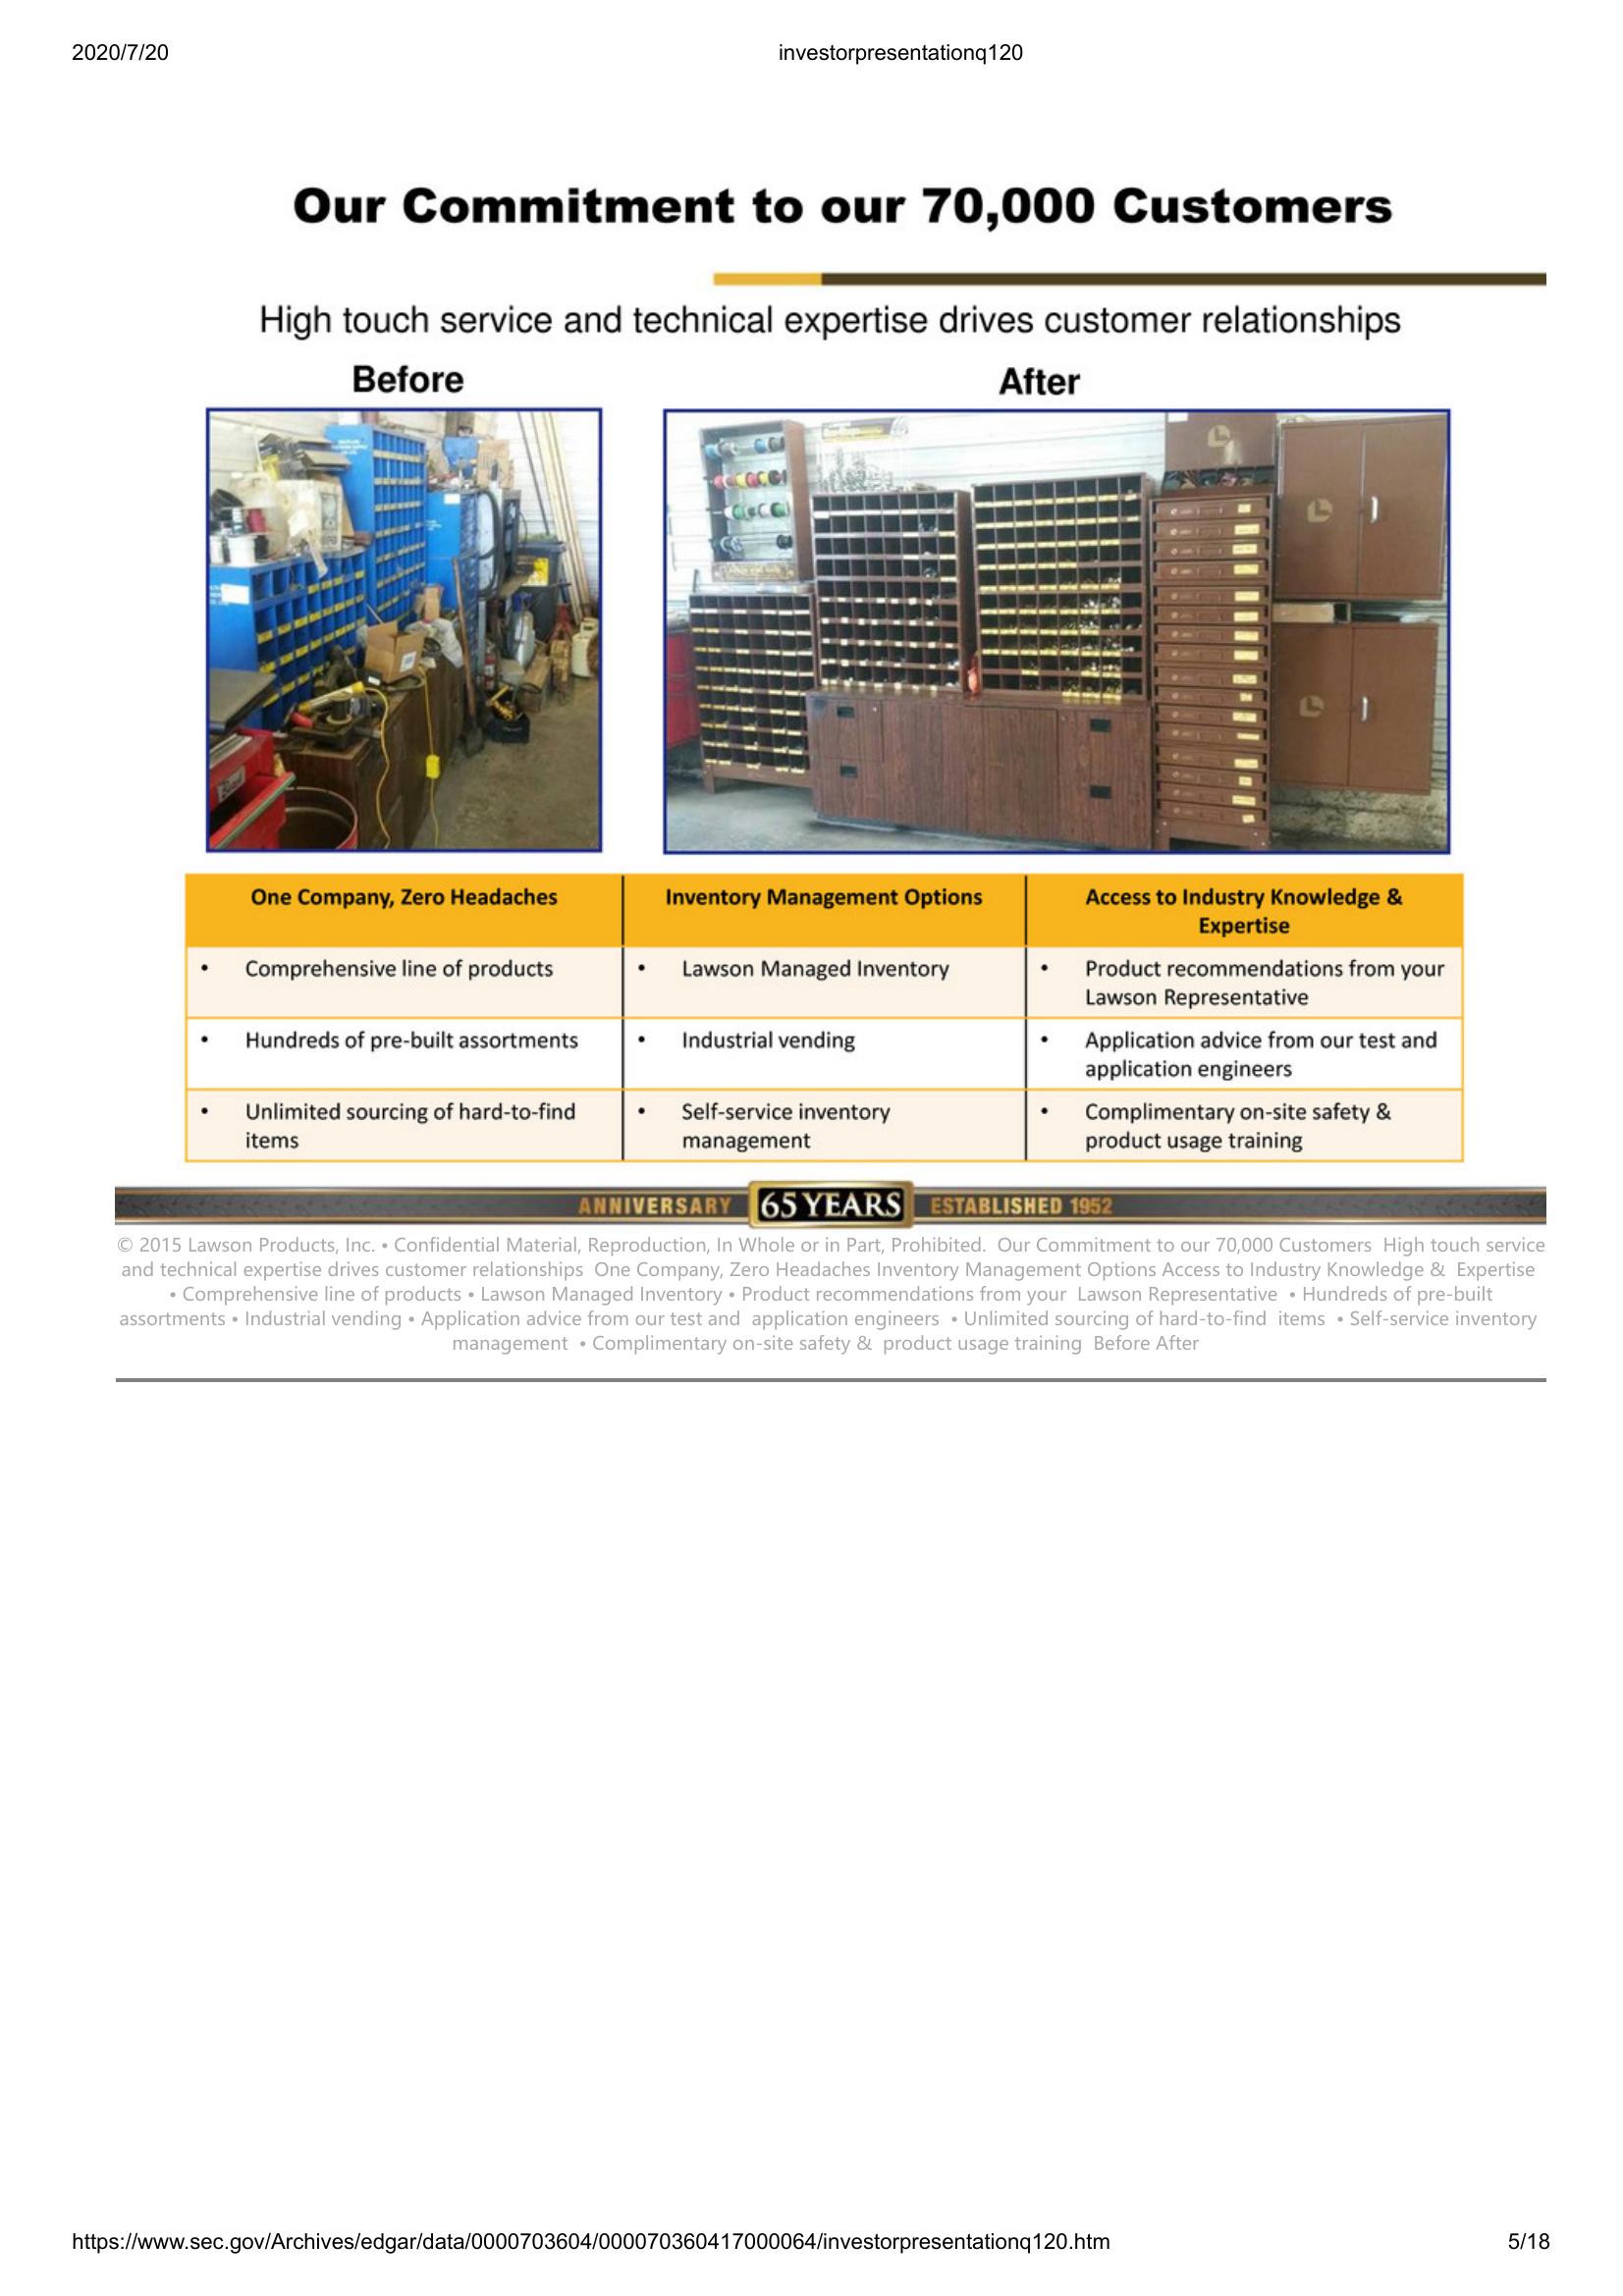 2020/7/20
investorpresentationq120
Our Commitment to our 70,000 Customers
High touch service and technical expertise drives customer relationships
Before
After
One Company, Zero Headaches
Inventory Management Options
Access to Industry Knowledge &
Expertise
• Comprehensive line of products
• Lawson Managed Inventory
• Product recommendations from your
Lawson Representative
• Hundreds of pre-built assortments
• Industrial vending
• Application advice from our test and
application engineers
• Unlimited sourcing of hard-to-find
items
• Self-service inventory
management
• Complimentary on-site safety &
product usage training
ANNIVERSARY 65 YEARS ESTABLISHED 1952
© 2015 Lawson Products, Inc. • Confidential Material, Reproduction, In Whole or in Part, Prohibited. Our Commitment to our 70,000 Customers High touch service
and technical expertise drives customer relationships One Company, Zero Headaches Inventory Management Options Access to Industry Knowledge & Expertise
• Comprehensive line of products • Lawson Managed Inventory • Product recommendations from your Lawson Representative • Hundreds of pre-built
assortments • Industrial vending • Application advice from our test and application engineers • Unlimited sourcing of hard-to-find items • Self-service inventory
management • Complimentary on-site safety & product usage training Before After
https://www.sec.gov/Archives/edgar/data/0000703604/000070360417000064/investorpresentationq120.htm
5/18